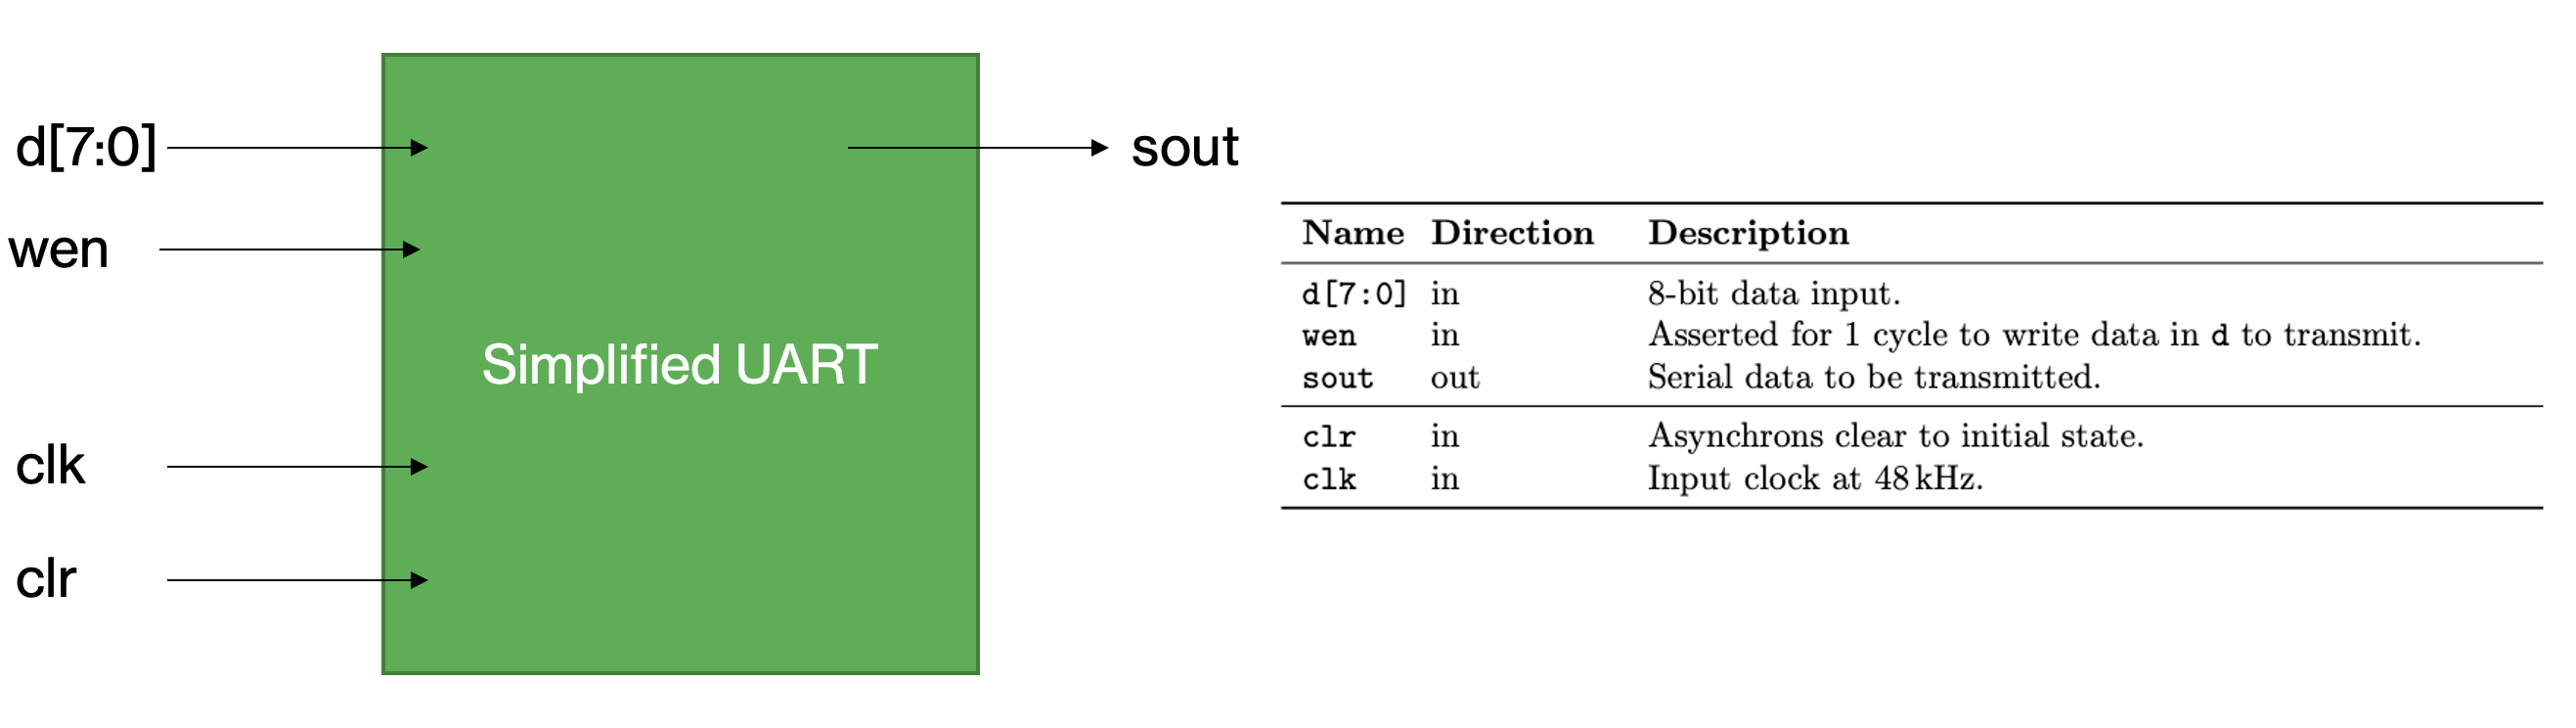 d[7:0]
wen
clk
clr
Simplified UART
sout
Name Direction Description
d[7:0] in 8-bit data input.
wen in Asserted for 1 cycle to write data in d to transmit.
sout out Serial data to be transmitted.
clr in Asynchrons clear to initial state.
clk in Input clock at 48 kHz.